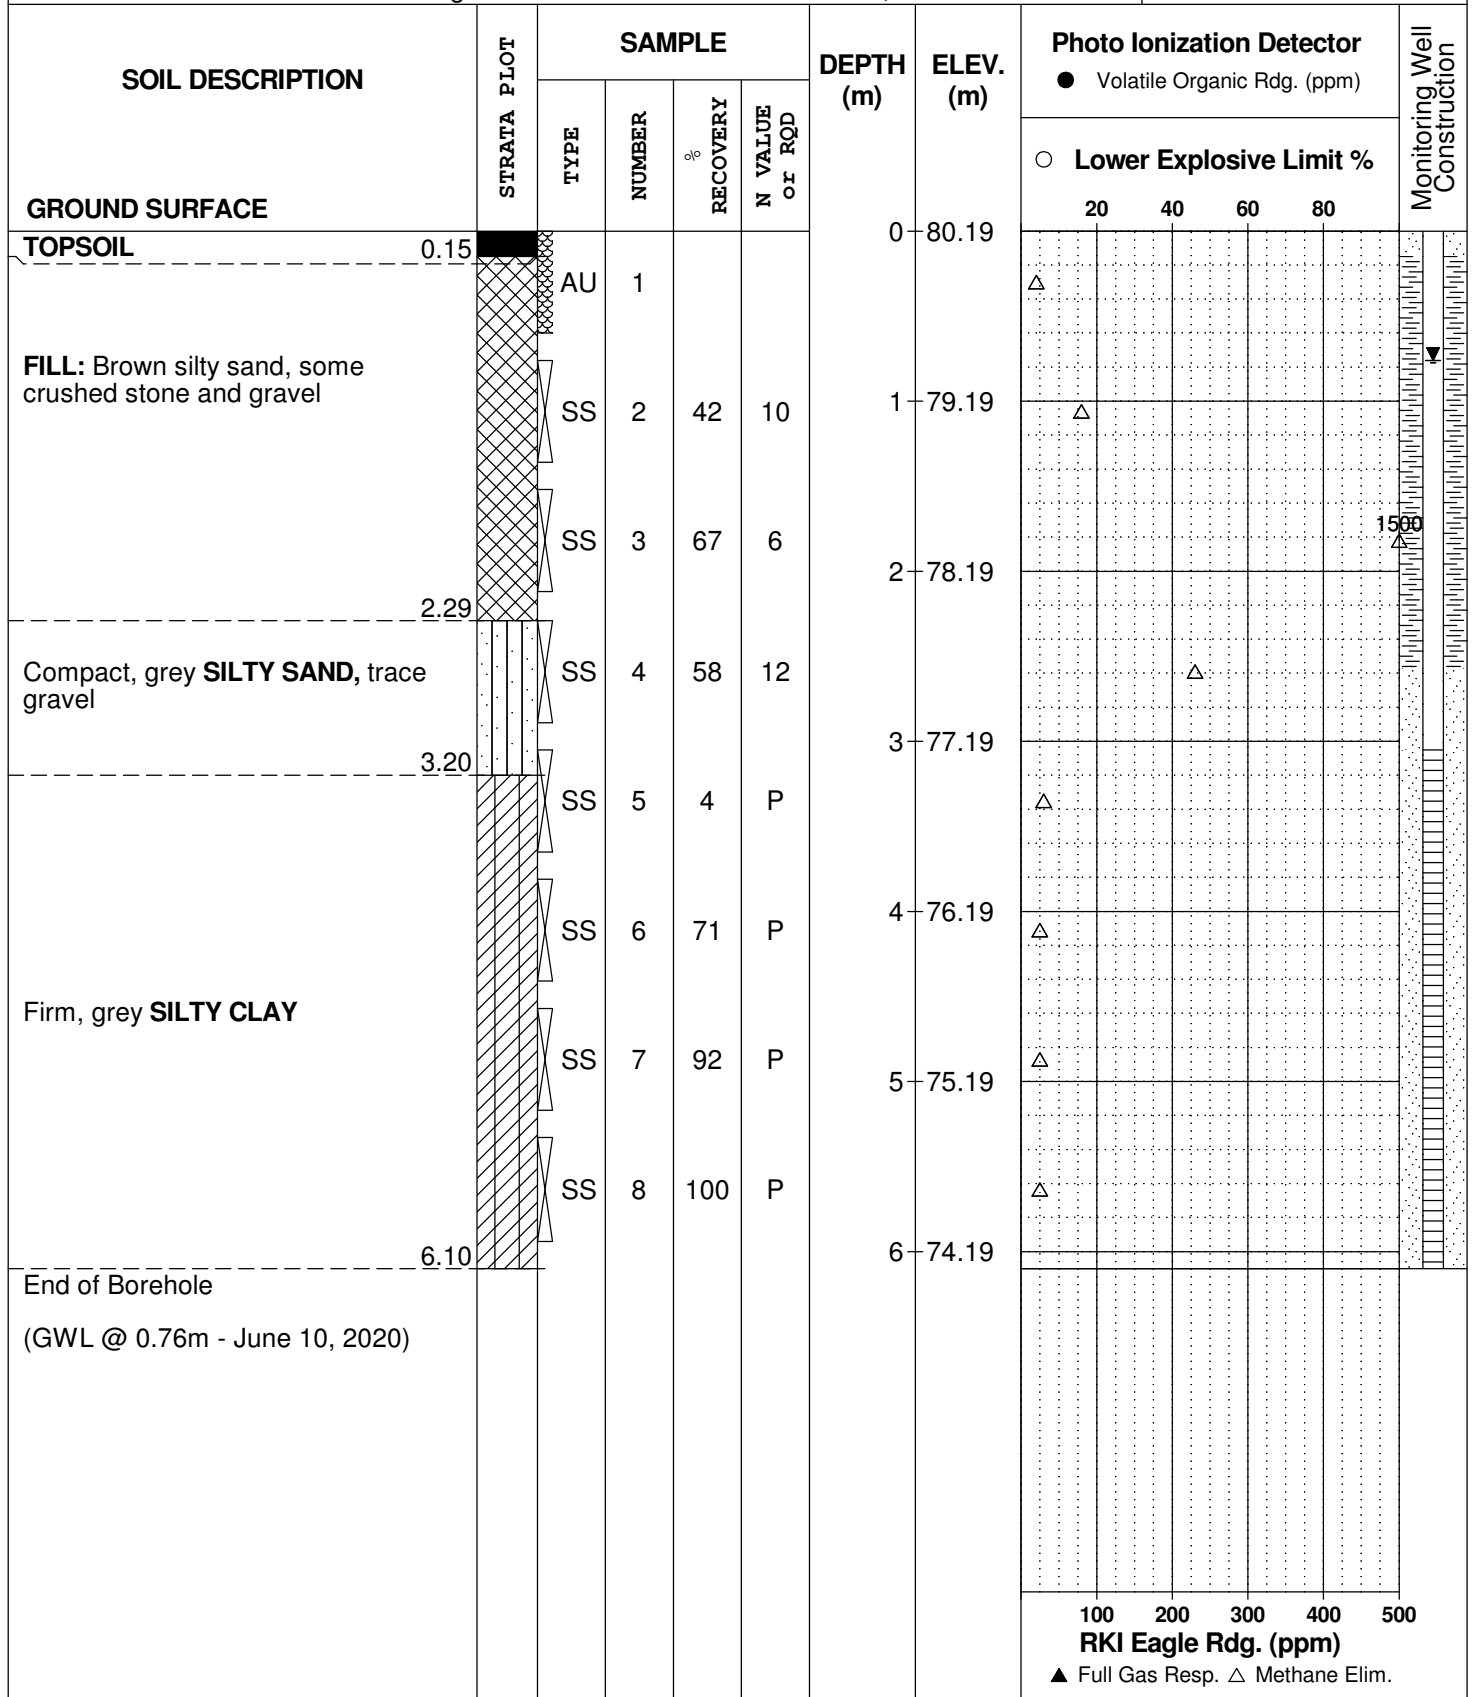 SOIL DESCRIPTION
GROUND SURFACE
STRATA PLOT
SAMPLE
TYPE
NUMBER
% RECOVERY
N VALUE or RQD
DEPTH (m)
ELEV. (m)
Photo Ionization Detector
● Volatile Organic Rdg. (ppm)
○ Lower Explosive Limit %
20 40 60 80
Monitoring Well Construction
TOPSOIL 0.15
0 80.19
AU 1
FILL: Brown silty sand, some
crushed stone and gravel
1 79.19
SS 2 42 10
1500
SS 3 67 6
2 78.19
2.29
Compact, grey SILTY SAND, trace
gravel
SS 4 58 12
3 77.19
3.20
SS 5 4 P
4 76.19
SS 6 71 P
Firm, grey SILTY CLAY
SS 7 92 P
5 75.19
SS 8 100 P
6 74.19
6.10
End of Borehole
(GWL @ 0.76m - June 10, 2020)
100 200 300 400 500
RKI Eagle Rdg. (ppm)
▲ Full Gas Resp. △ Methane Elim.